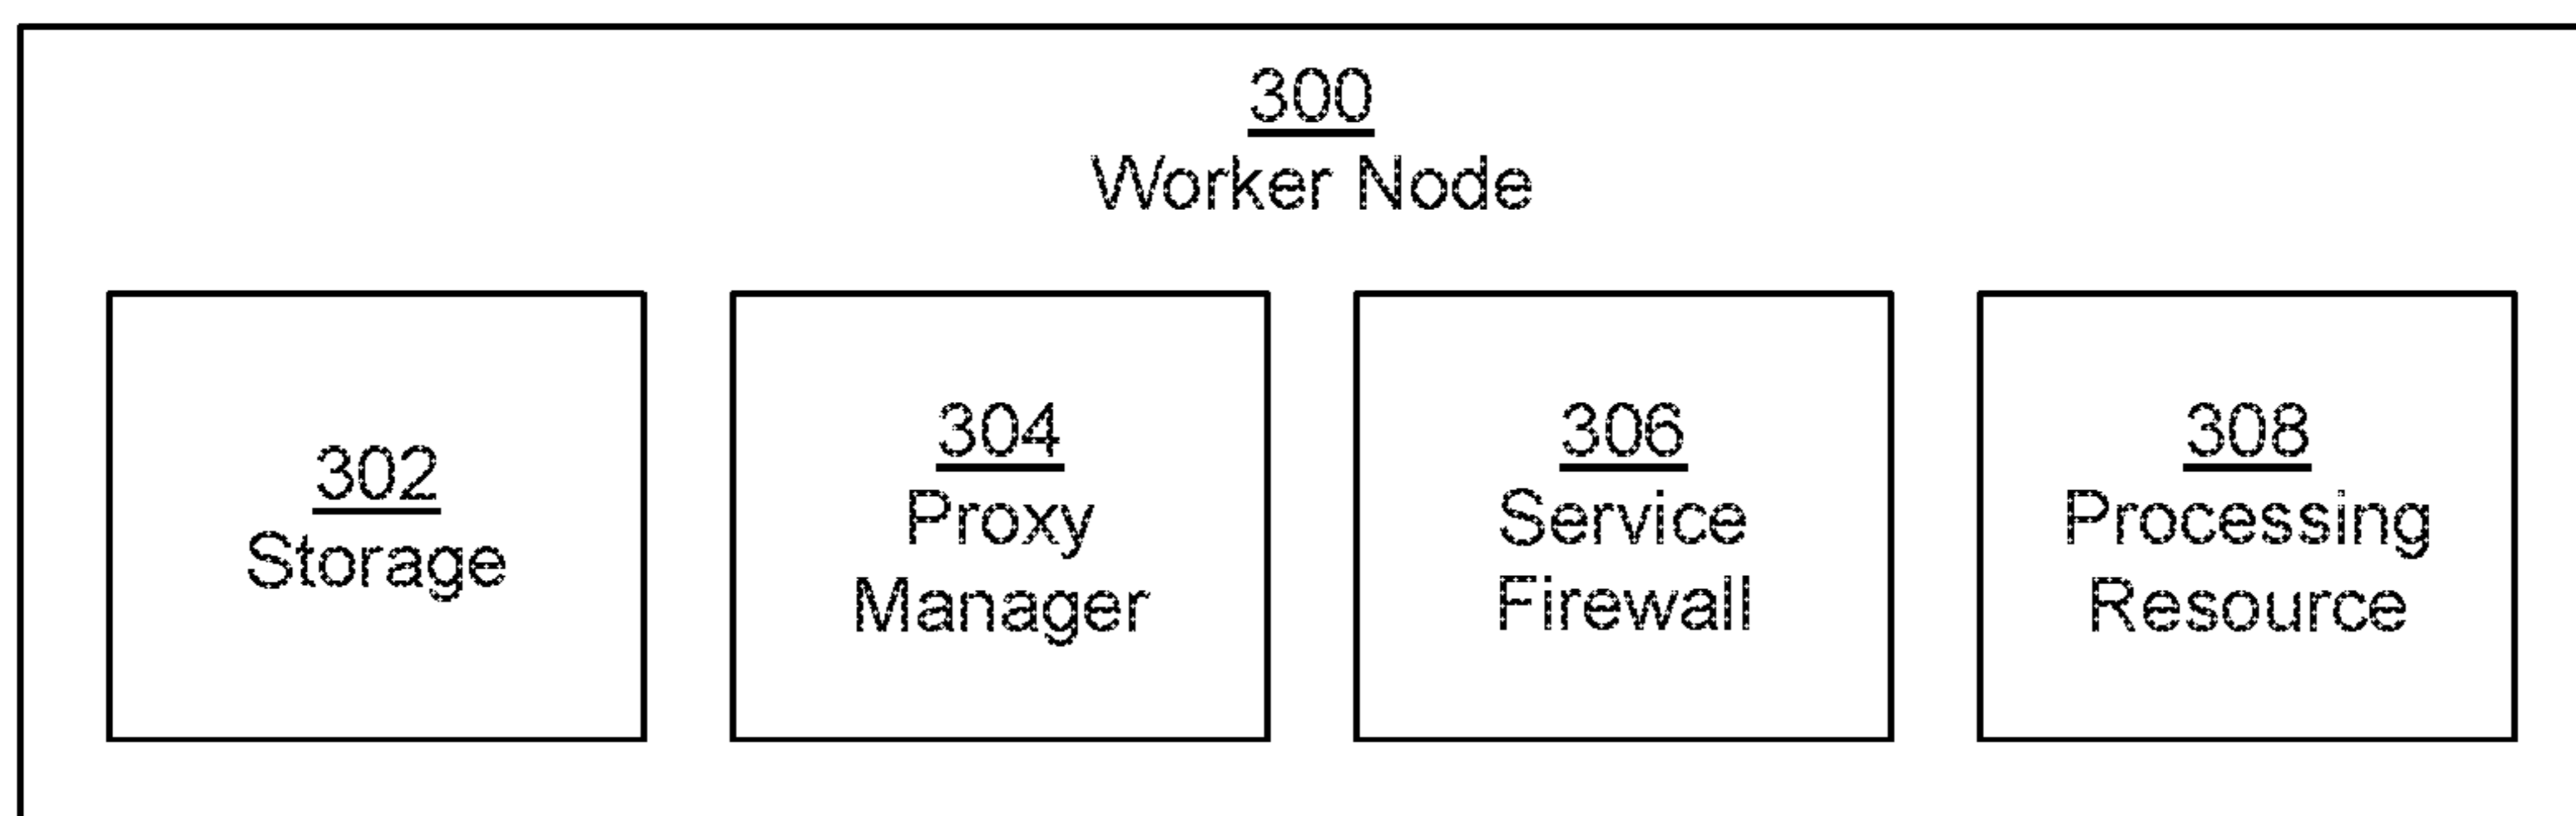 300
Worker Node
302
Storage
304
Proxy
Manager
306
Service
Firewall
308
Processing
Resource